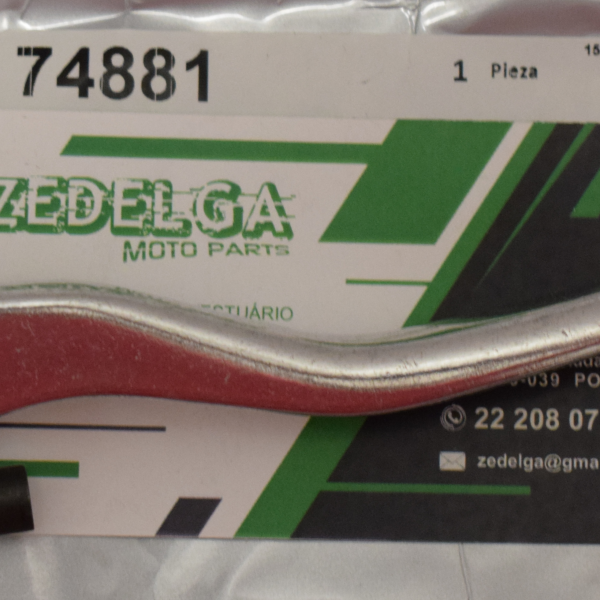 74881 1 Pieza 15
ZEDELGA
MOTO PARTS
ESTUÁRIO
-039 PO
22 208 07
zedelga@gma